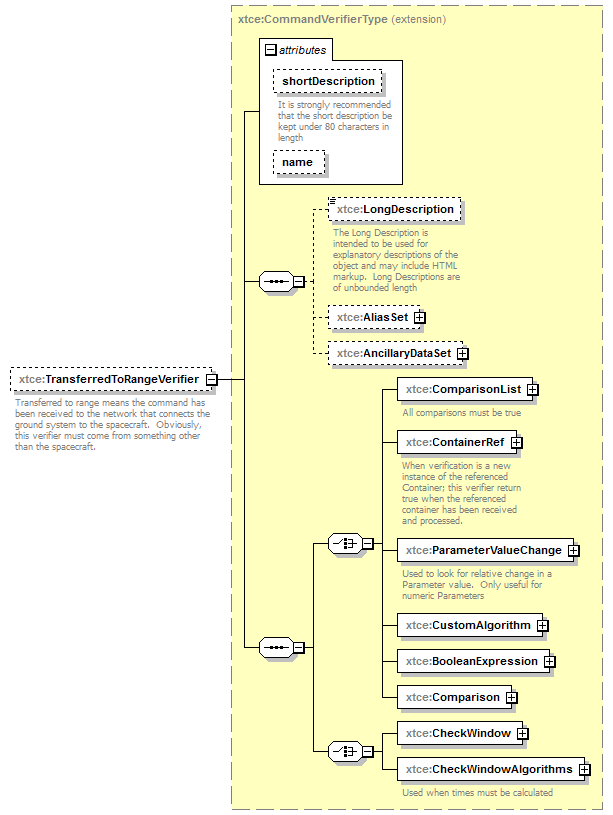 xtce:CommandVerifierType (extension)
attributes
shortDescription
It is strongly recommended
that the short description be
kept under 80 characters in
length
name
xtce:LongDescription
The Long Description is
intended to be used for
explanatory descriptions of the
object and may include HTML
markup. Long Descriptions are
of unbounded length
xtce:AliasSet
xtce:AncillaryDataSet
xtce:TransferredToRangeVerifier
Transferred to range means the command has
been received to the network that connects the
ground system to the spacecraft. Obviously,
this verifier must come from something other
than the spacecraft.
xtce:ComparisonList
All comparisons must be true
xtce:ContainerRef
When verification is a new
instance of the referenced
Container; this verifier return
true when the referenced
container has been received
and processed.
xtce:ParameterValueChange
Used to look for relative change in a
Parameter value. Only useful for
numeric Parameters
xtce:CustomAlgorithm
xtce:BooleanExpression
xtce:Comparison
xtce:CheckWindow
xtce:CheckWindowAlgorithms
Used when times must be calculated